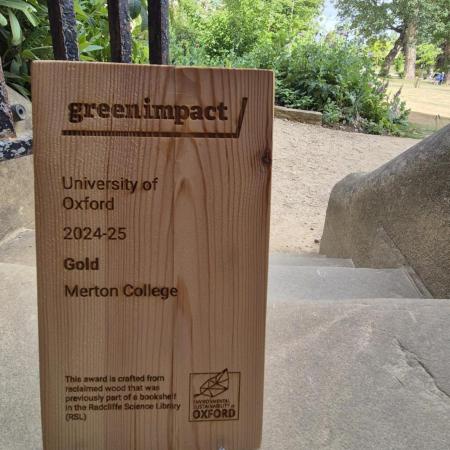 greenimpact
University of
Oxford
2024-25
Gold
Merton College
This award is crafted from
reclaimed wood that was
previously part of a bookshelf
in the Radcliffe Science Library
(RSL)
ENVIRONMENTAL
SUSTAINABILITY
OXFORD